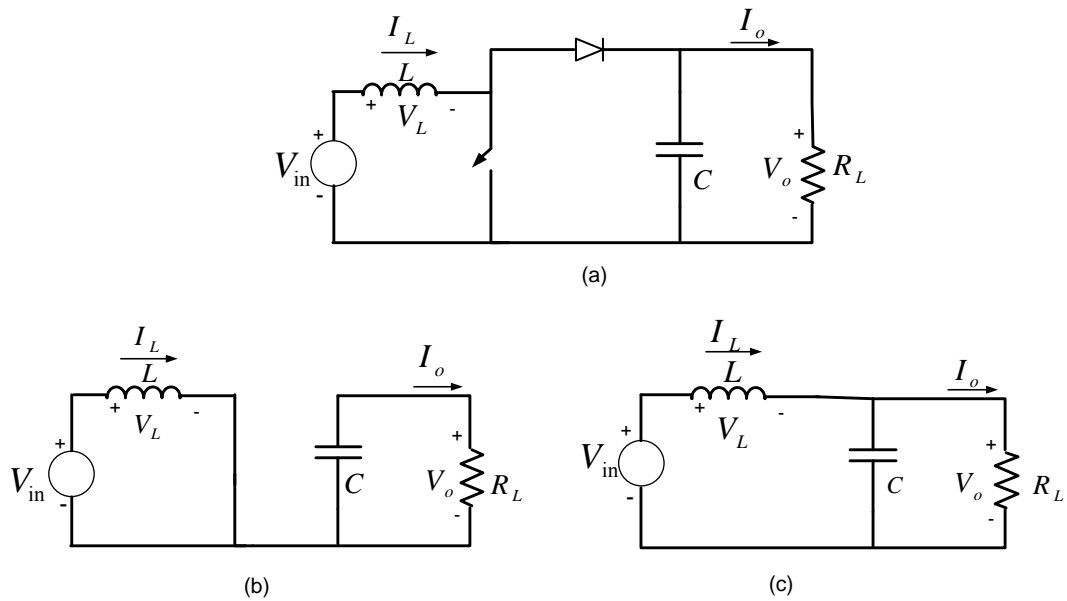 I_L
I_o
L
+ V_L -
+
V_in
-
C
+
V_o
-
R_L
(a)
I_L
L
+ V_L -
I_o
+
V_in
-
C
+
V_o
-
R_L
(b)
I_L
L
+ V_L -
I_o
+
V_in
-
C
+
V_o
-
R_L
(c)